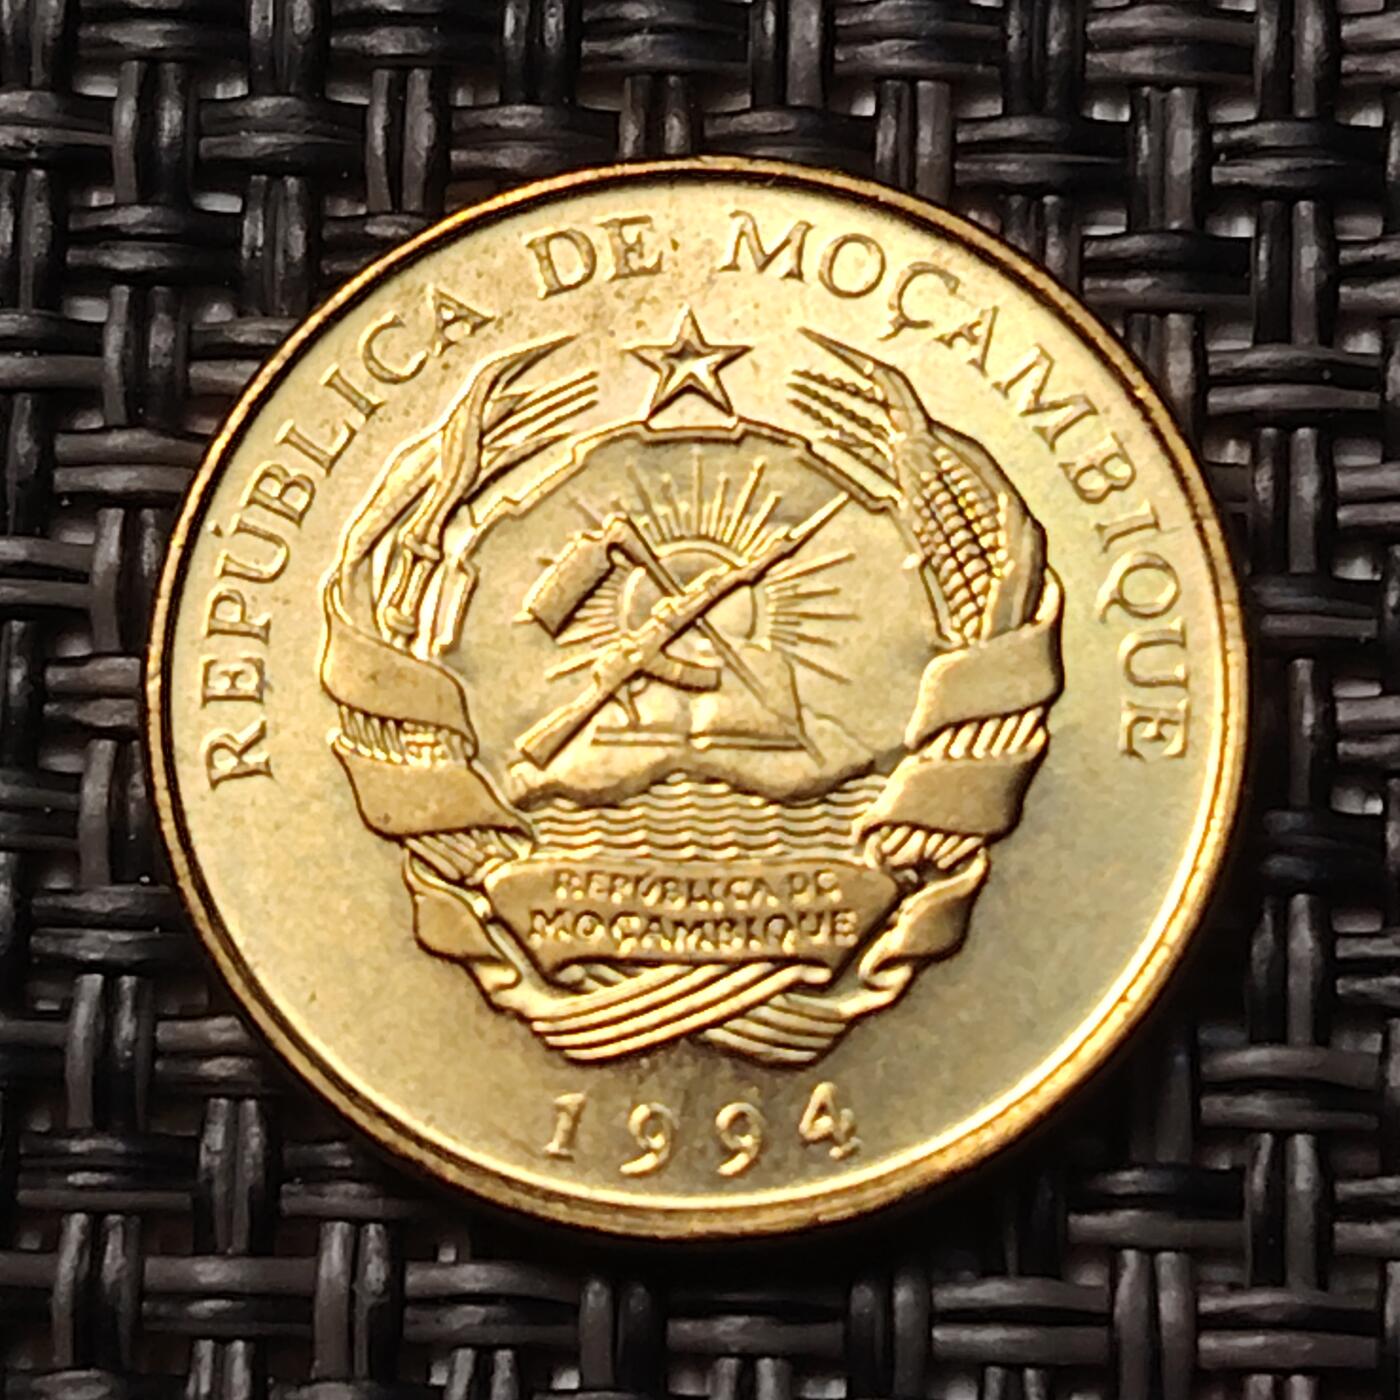 REPÚBLICA DE MOÇAMBIQUE
REPÚBLICA DE
MOÇAMBIQUE
1994